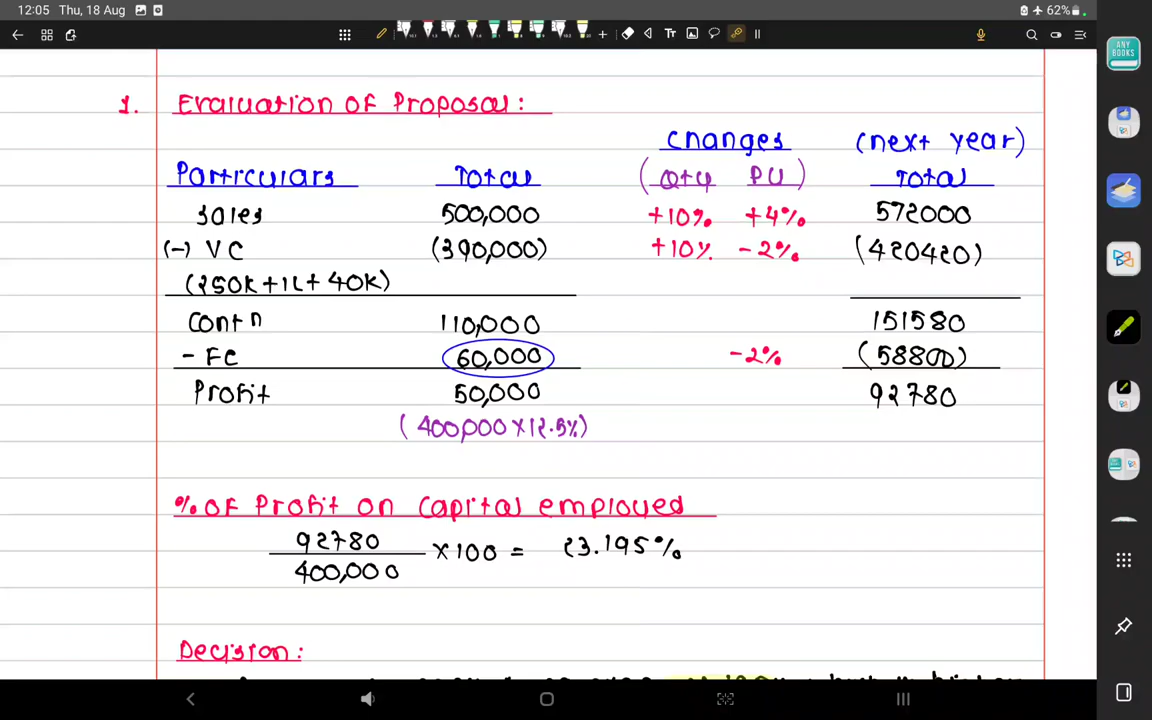 12:05 Thu, 18 Aug 62%
Tт
ANY BOOKS
1. Evaluation of Proposal:
Changes (next year)
Particulars Total (Qty PU) Total
Sales 500,000 +10% +4% 572000
(-) VC (390,000) +10% -2% (420420)
(250K+1L+40K)
Contn 110,000 151580
- FC 60,000 -2% (58800)
Profit 50,000 92780
(400,000×12.5%)
% of Profit on Capital employed
92780
400,000 ×100 = 23.195%
Decision: